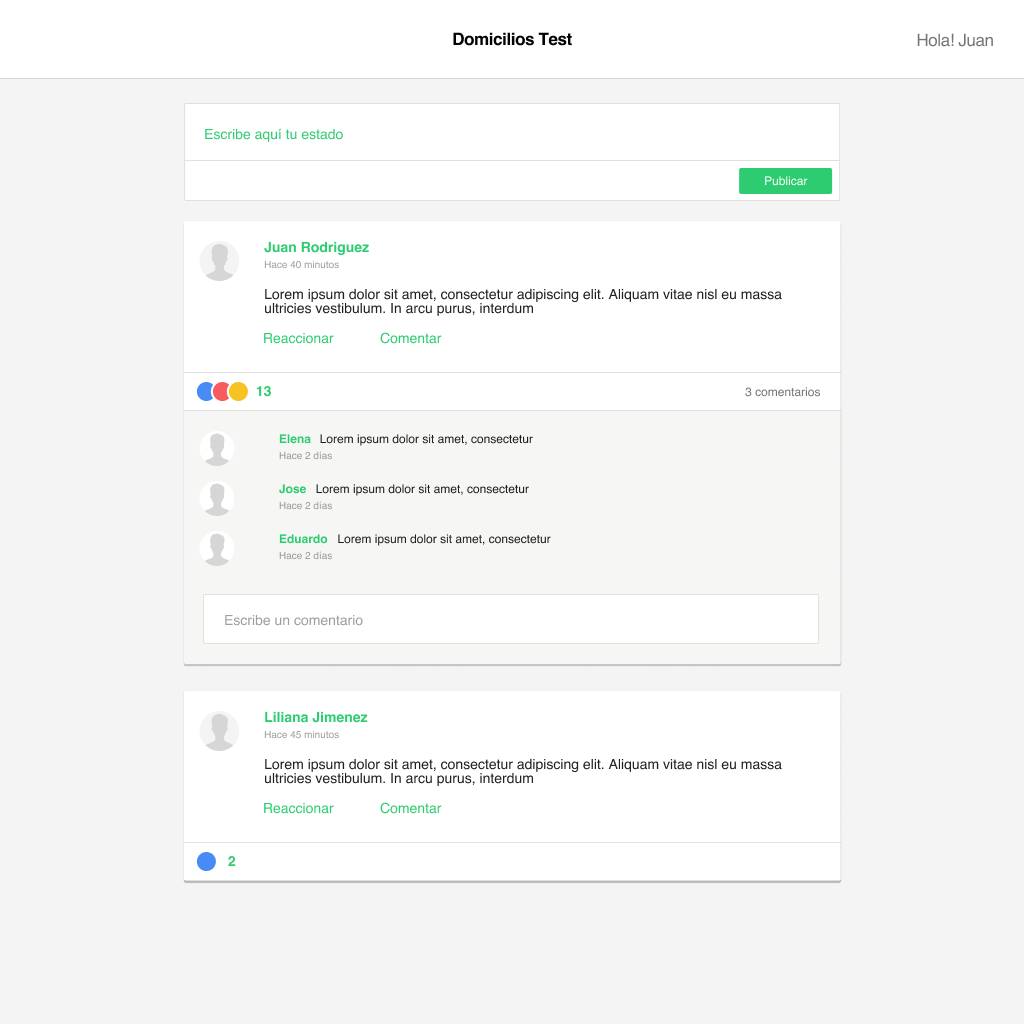 Domicilios Test
Hola! Juan
Escribe aquí tu estado
Publicar
Juan Rodriguez
Hace 40 minutos
Lorem ipsum dolor sit amet, consectetur adipiscing elit. Aliquam vitae nisl eu massa
ultricies vestibulum. In arcu purus, interdum
Reaccionar Comentar
13
3 comentarios
Elena Lorem ipsum dolor sit amet, consectetur
Hace 2 dias
Jose Lorem ipsum dolor sit amet, consectetur
Hace 2 dias
Eduardo Lorem ipsum dolor sit amet, consectetur
Hace 2 dias
Escribe un comentario
Liliana Jimenez
Hace 45 minutos
Lorem ipsum dolor sit amet, consectetur adipiscing elit. Aliquam vitae nisl eu massa
ultricies vestibulum. In arcu purus, interdum
Reaccionar Comentar
2